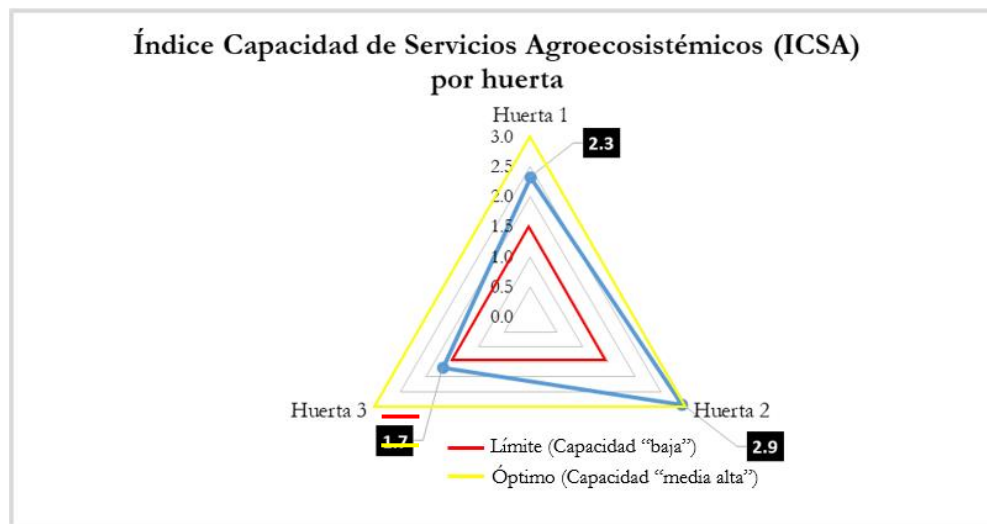 Índice Capacidad de Servicios Agroecosistémicos (ICSA)
por huerta
Huerta 1
3.0
2.3
2.5
2.0
1.5
1.0
0.5
0.0
Huerta 3
Huerta 2
1.7
2.9
Límite (Capacidad “baja”)
Óptimo (Capacidad “media alta”)